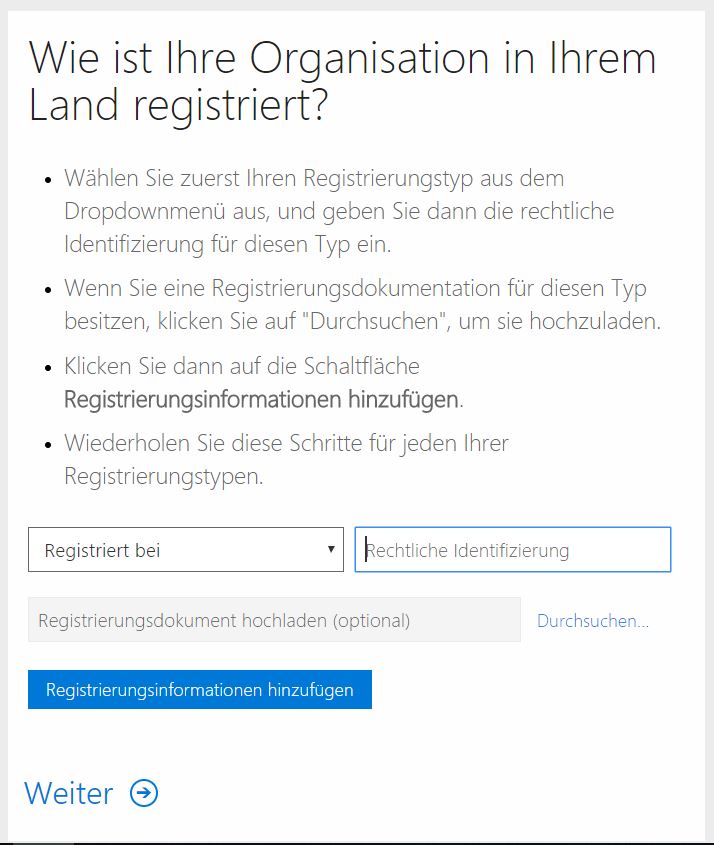 Wie ist Ihre Organisation in Ihrem
Land registriert?
Wählen Sie zuerst Ihren Registrierungstyp aus dem
Dropdownmenü aus, und geben Sie dann die rechtliche
Identifizierung für diesen Typ ein.
Wenn Sie eine Registrierungsdokumentation für diesen Typ
besitzen, klicken Sie auf "Durchsuchen", um sie hochzuladen.
Klicken Sie dann auf die Schaltfläche
Registrierungsinformationen hinzufügen.
Wiederholen Sie diese Schritte für jeden Ihrer
Registrierungstypen.
Registriert bei
Rechtliche Identifizierung
Registrierungsdokument hochladen (optional)
Durchsuchen...
Registrierungsinformationen hinzufügen
Weiter